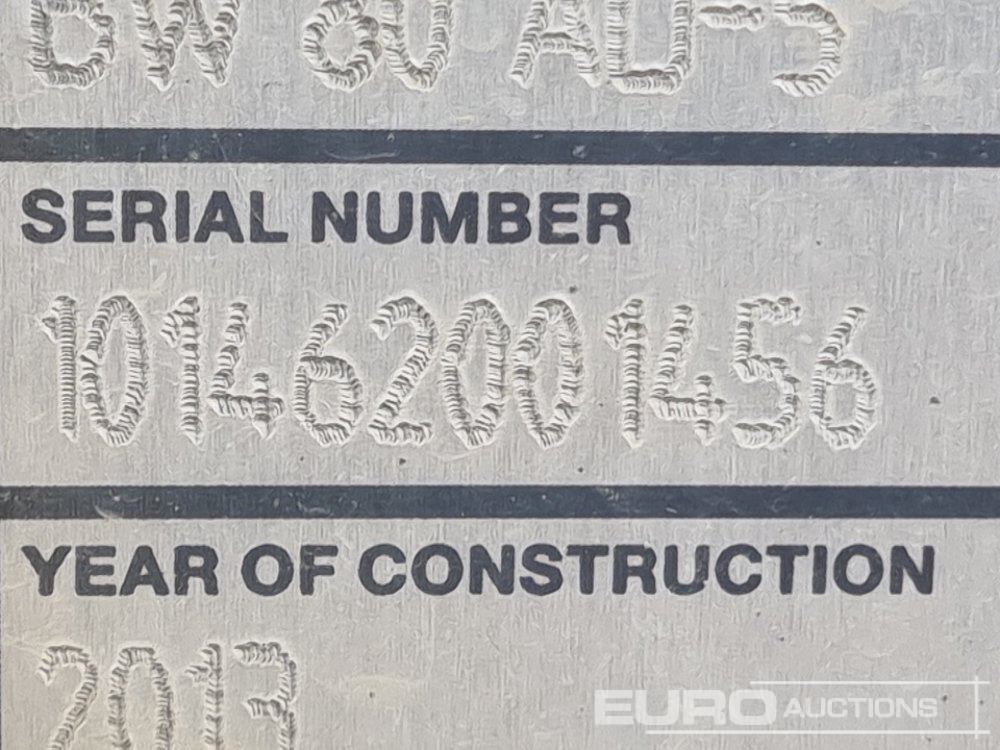 BW 80 AD-5
SERIAL NUMBER
101462001456
YEAR OF CONSTRUCTION
2013
EURO AUCTIONS